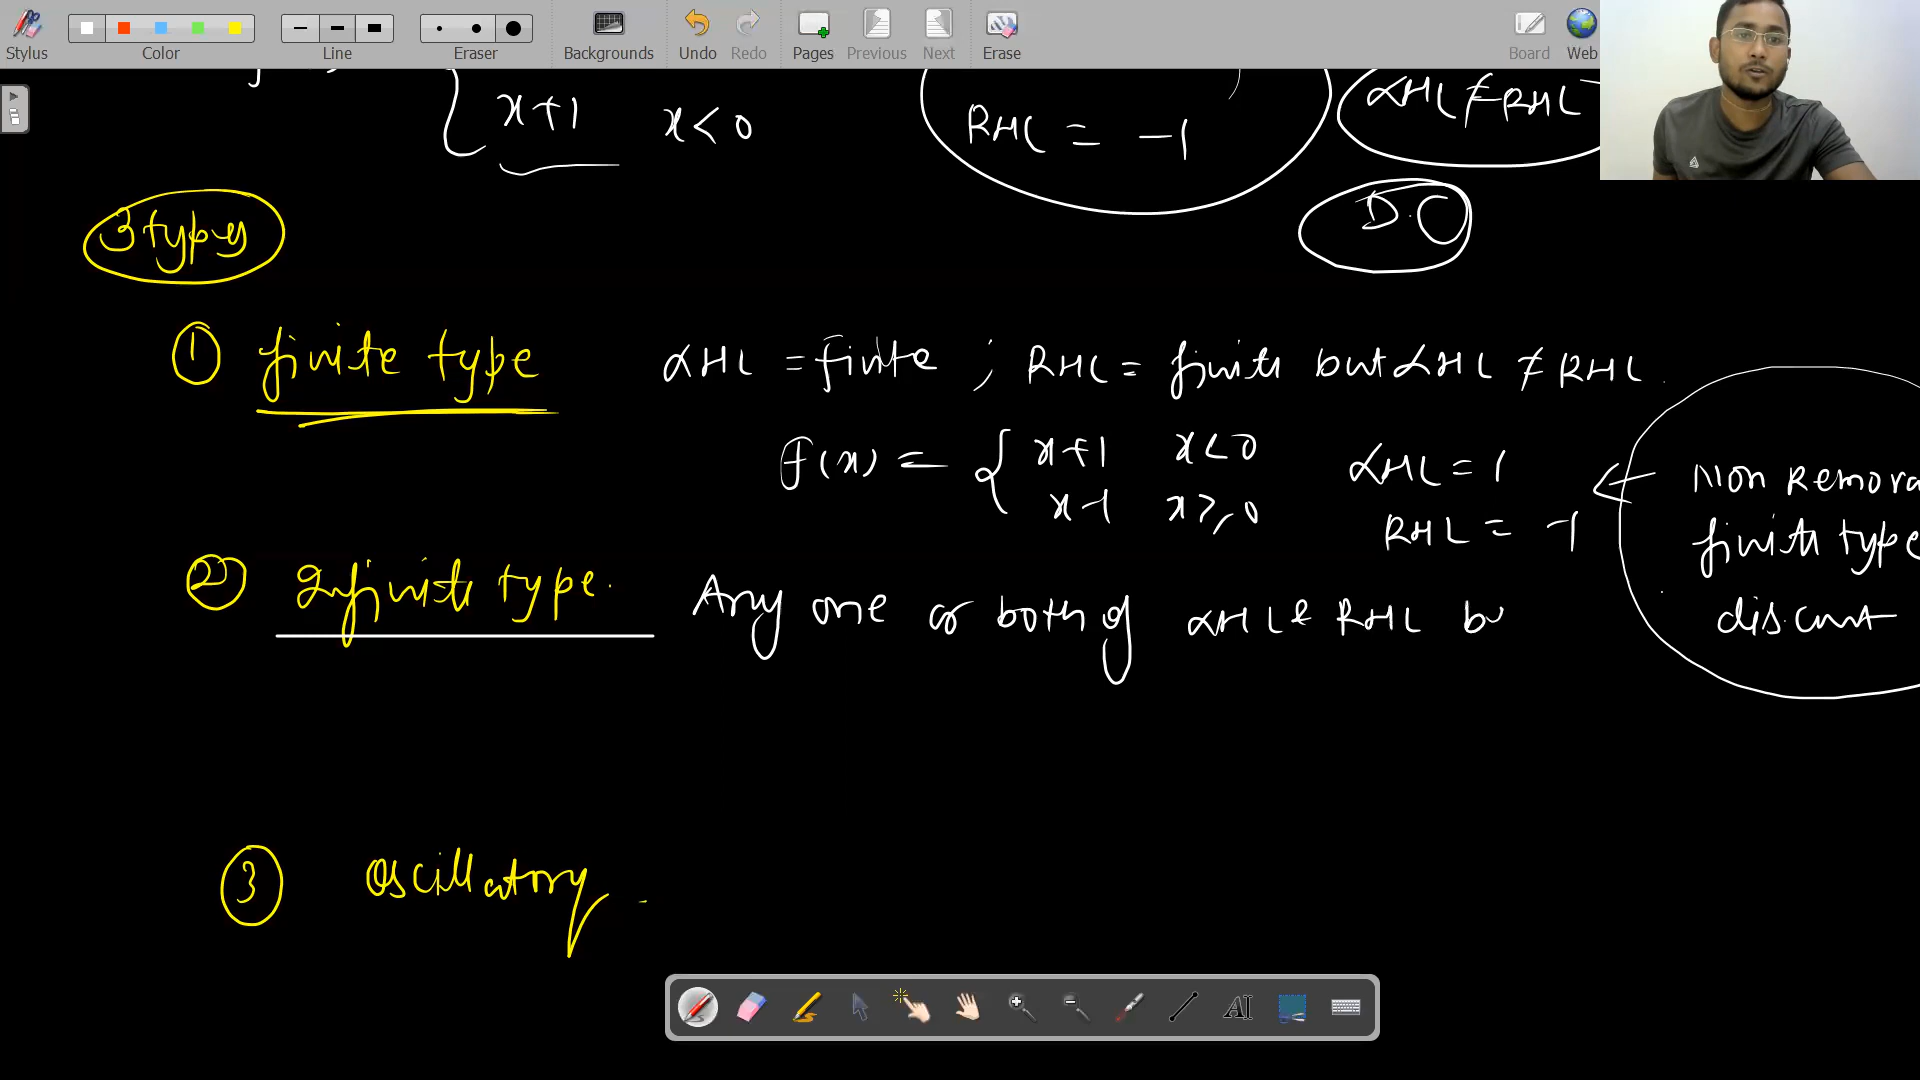 Stylus Color Line Eraser Backgrounds Undo Redo Pages Previous Next Erase Board Web
x+1 x<0
RHL = -1
LHL ≠ RHL
D.C
3 types
① finite type LHL = finite ; RHL = finite but LHL ≠ RHL
f(x) = { x+1 x<0
x-1 x≥0
LHL = 1
RHL = -1
Non Remova
finite type
discont
② Infinite type. Any one or both of LHL & RHL b
③ Oscillatory
AI